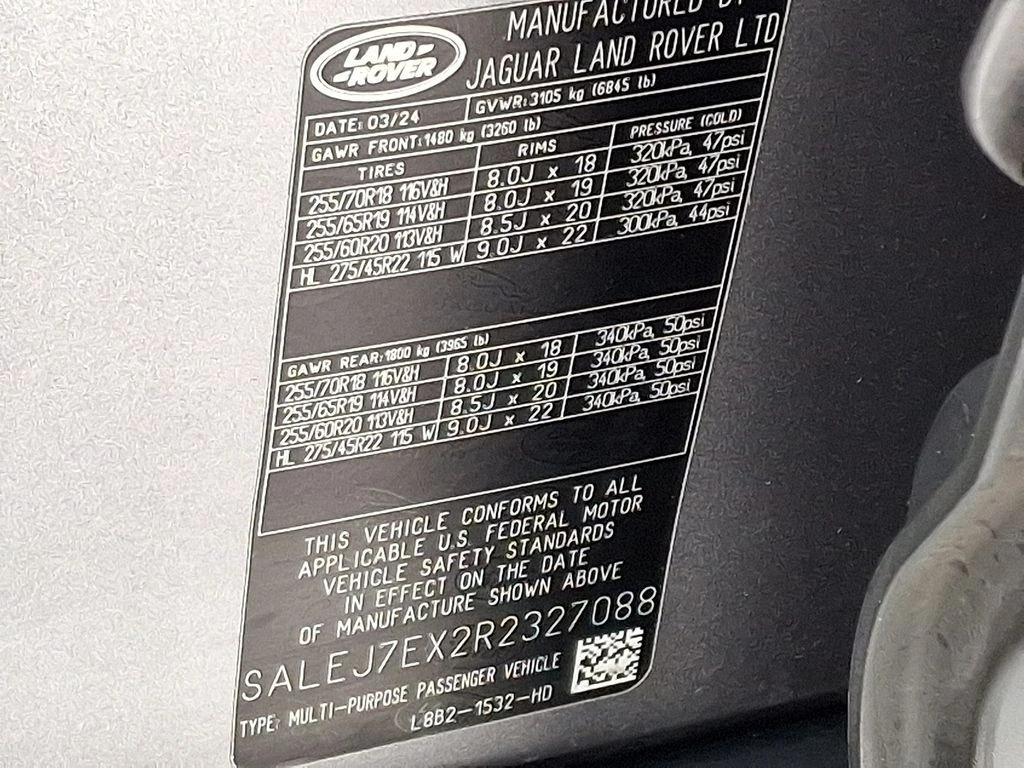 MANUFACTURED BY
LAND-
-ROVER
JAGUAR LAND ROVER LTD
DATE: 03/24 GVWR:3105 kg (6845 lb)
GAWR FRONT:1480 kg (3260 lb)
TIRES RIMS PRESSURE (COLD)
255/70R18 116V&H 8.0J x 18 320kPa, 47psi
255/65R19 114V&H 8.0J x 19 320kPa, 47psi
255/60R20 113V&H 8.5J x 20 320kPa, 47psi
HL 275/45R22 115 W 9.0J x 22 300kPa, 44psi
GAWR REAR:1800 kg (3965 lb)
255/70R18 116V&H 8.0J x 18 340kPa, 50psi
255/65R19 114V&H 8.0J x 19 340kPa, 50psi
255/60R20 113V&H 8.5J x 20 340kPa, 50psi
HL 275/45R22 115 W 9.0J x 22 340kPa, 50psi
THIS VEHICLE CONFORMS TO ALL
APPLICABLE U.S. FEDERAL MOTOR
VEHICLE SAFETY STANDARDS
IN EFFECT ON THE DATE
OF MANUFACTURE SHOWN ABOVE
SALEJ7EX2R2327088
TYPE: MULTI-PURPOSE PASSENGER VEHICLE
L8B2-1532-HD